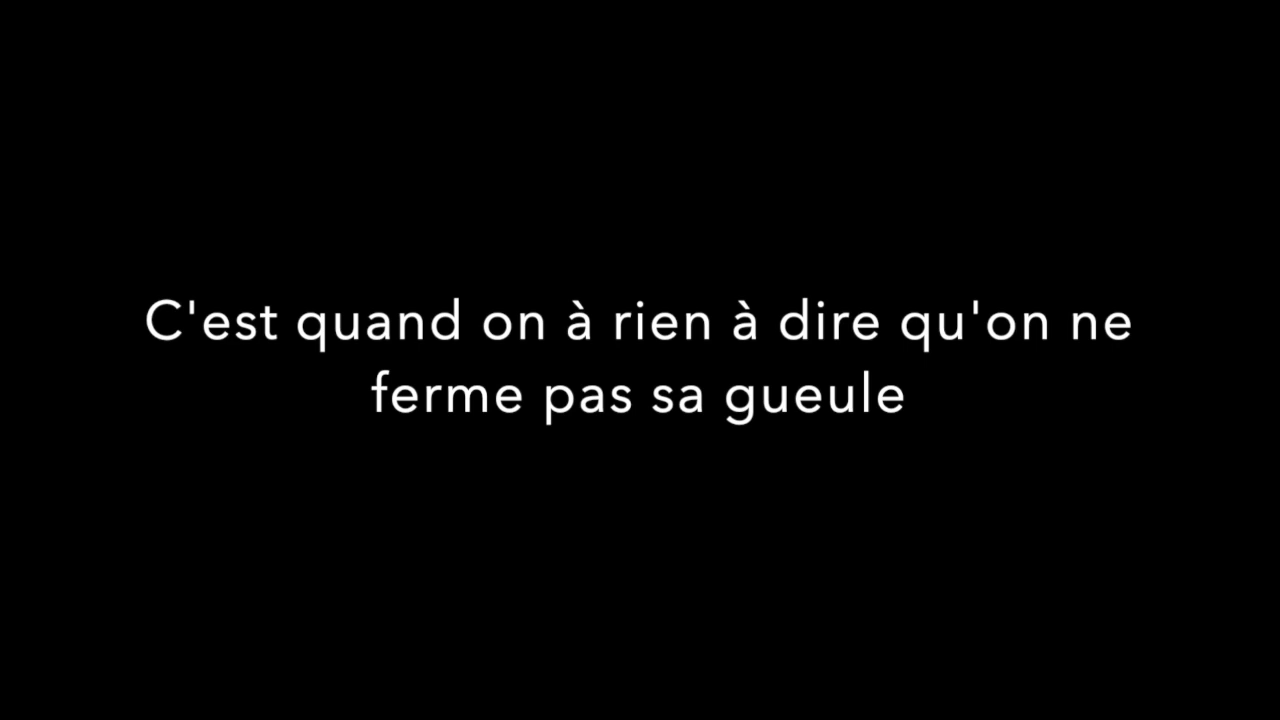 C'est quand on à rien à dire qu'on ne
ferme pas sa gueule